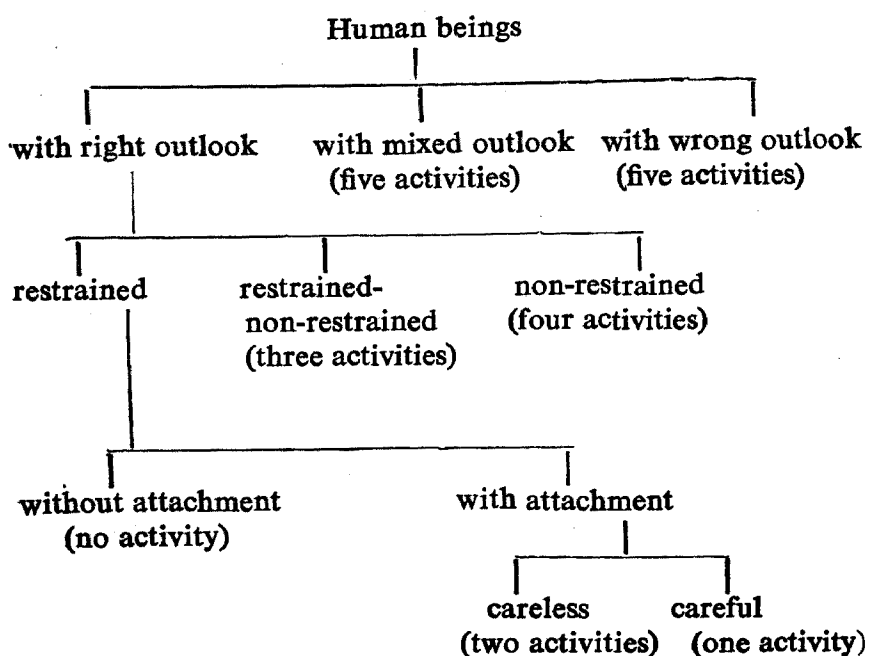 Human beings
with right outlook with mixed outlook with wrong outlook
(five activities) (five activities)
restrained restrained- non-restrained
non-restrained (four activities)
(three activities)
without attachment with attachment
(no activity)
careless careful
(two activities) (one activity)